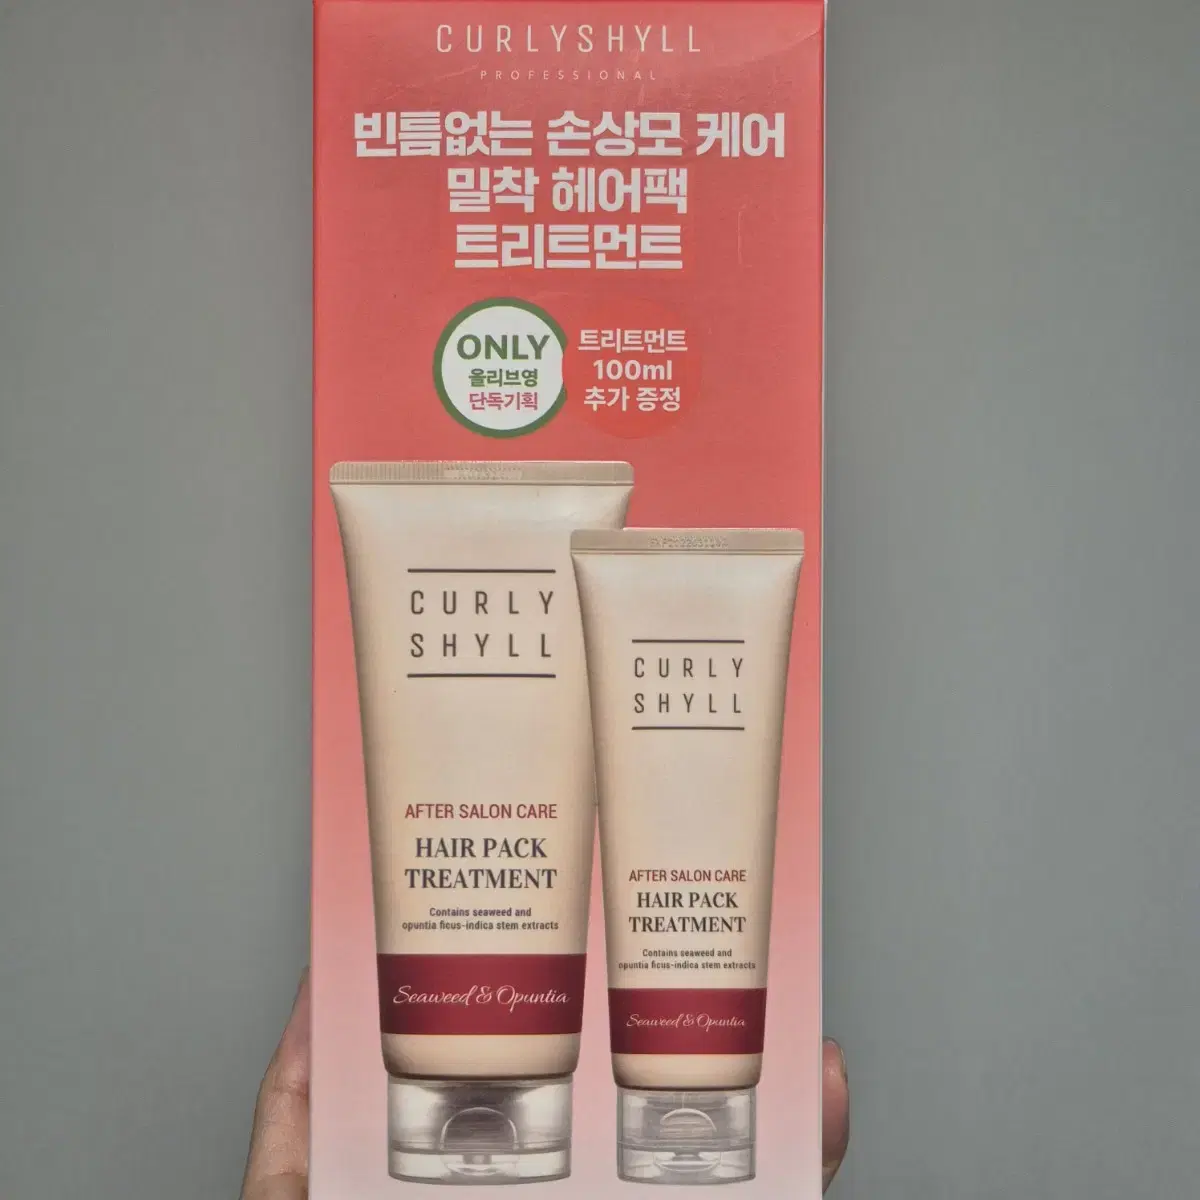 CURLYSHYLL
PROFESSIONAL
빈틈없는 손상모 케어
밀착 헤어팩
트리트먼트
ONLY
올리브영
단독기획
트리트먼트
100ml
추가 증정
CURLY
SHYLL
AFTER SALON CARE
HAIR PACK
TREATMENT
Contains seaweed and
opuntia ficus-indica stem extracts
Seaweed & Opuntia
CURLY
SHYLL
AFTER SALON CARE
HAIR PACK
TREATMENT
Contains seaweed and
opuntia ficus-indica stem extracts
Seaweed & Opuntia